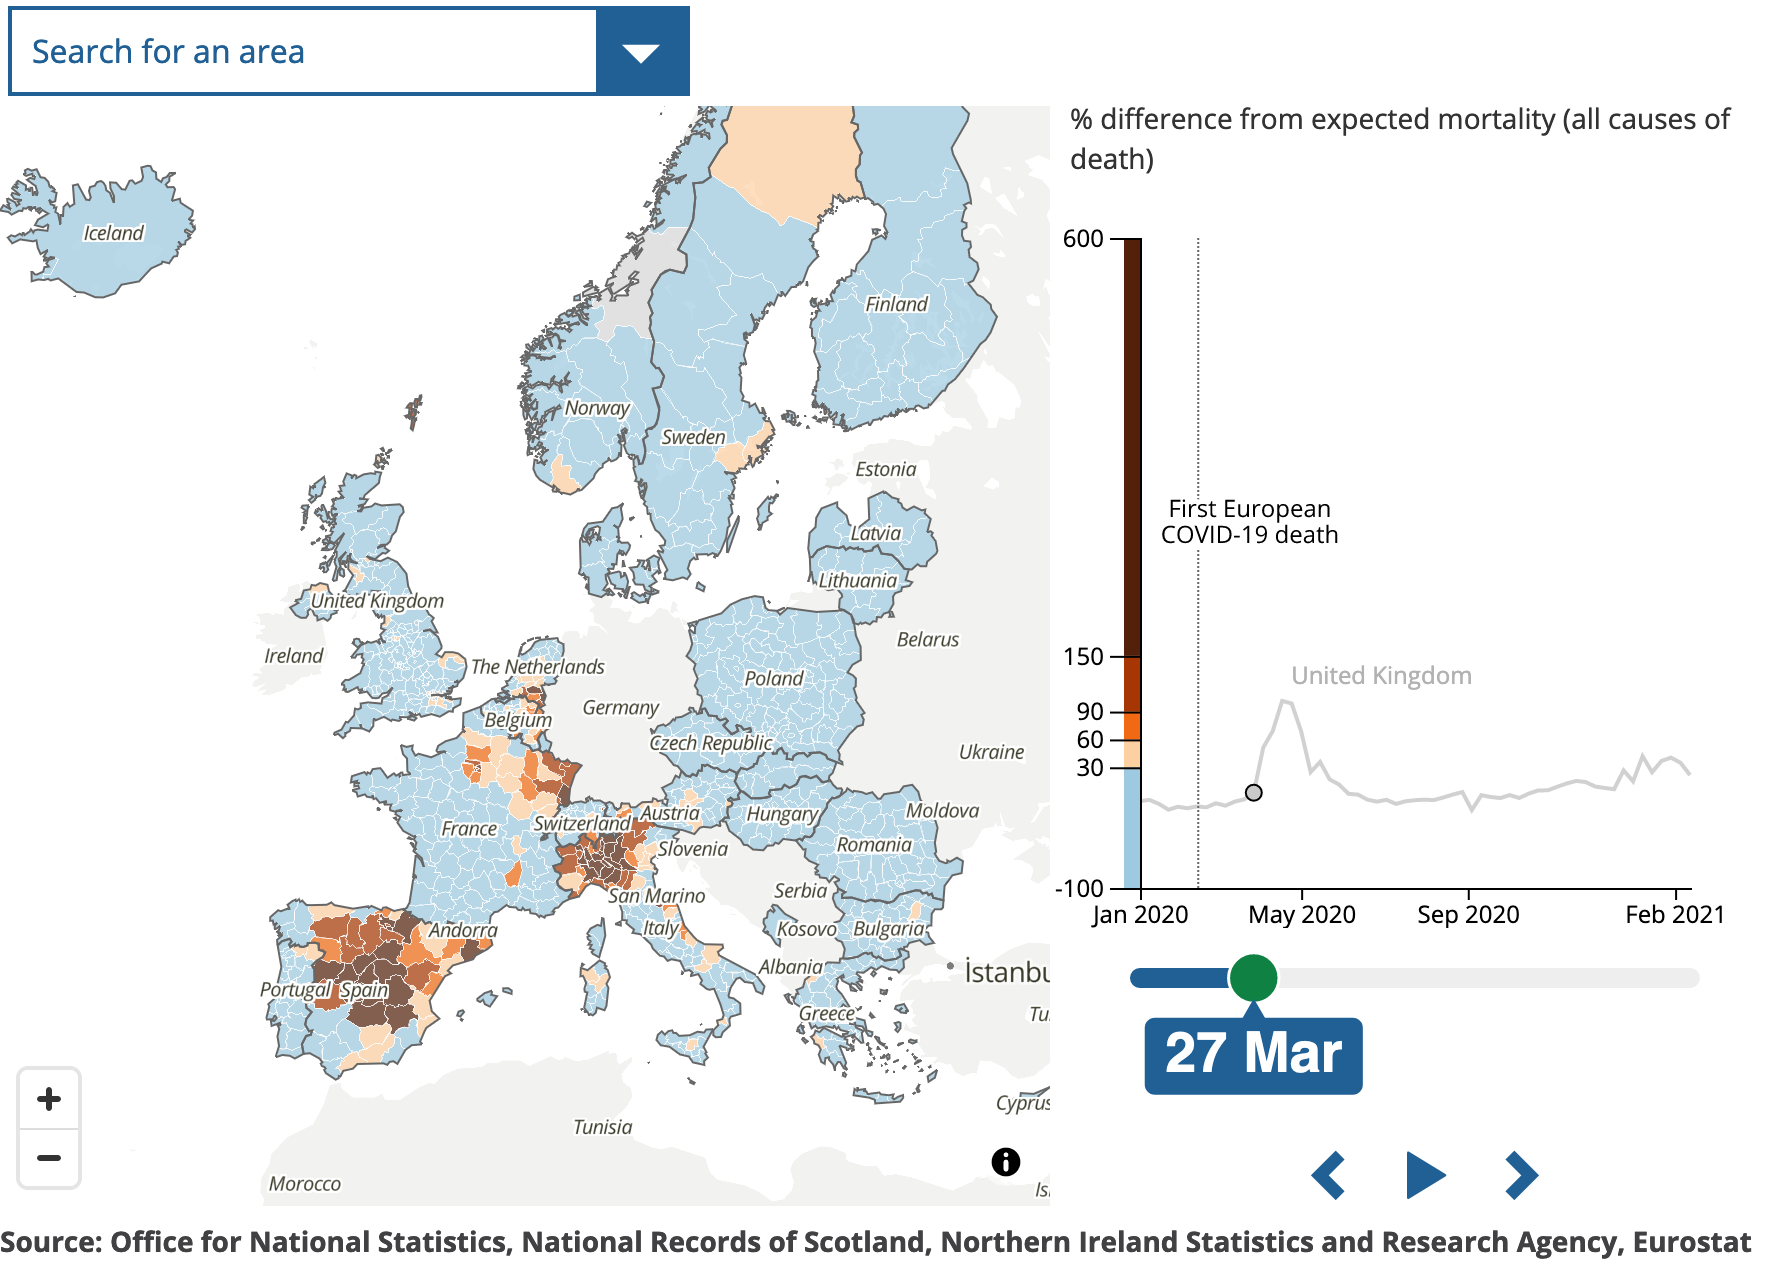 Search for an area
% difference from expected mortality (all causes of
death)
Iceland
Finland
Norway
Sweden
Estonia
Latvia
Lithuania
United Kingdom
Ireland
Belarus
The Netherlands
Poland
Germany
Belgium
Czech Republic
Ukraine
Moldova
Austria
Hungary
Switzerland
France
Romania
Slovenia
Serbia
San Marino
Andorra
Italy
Kosovo
Bulgaria
Albania
İstanbu
Portugal
Spain
Greece
Tu
Cyprus
Tunisia
Morocco
Is
600
150
90
60
30
-100
First European
COVID-19 death
United Kingdom
Jan 2020
May 2020
Sep 2020
Feb 2021
27 Mar
+
−
Source: Office for National Statistics, National Records of Scotland, Northern Ireland Statistics and Research Agency, Eurostat